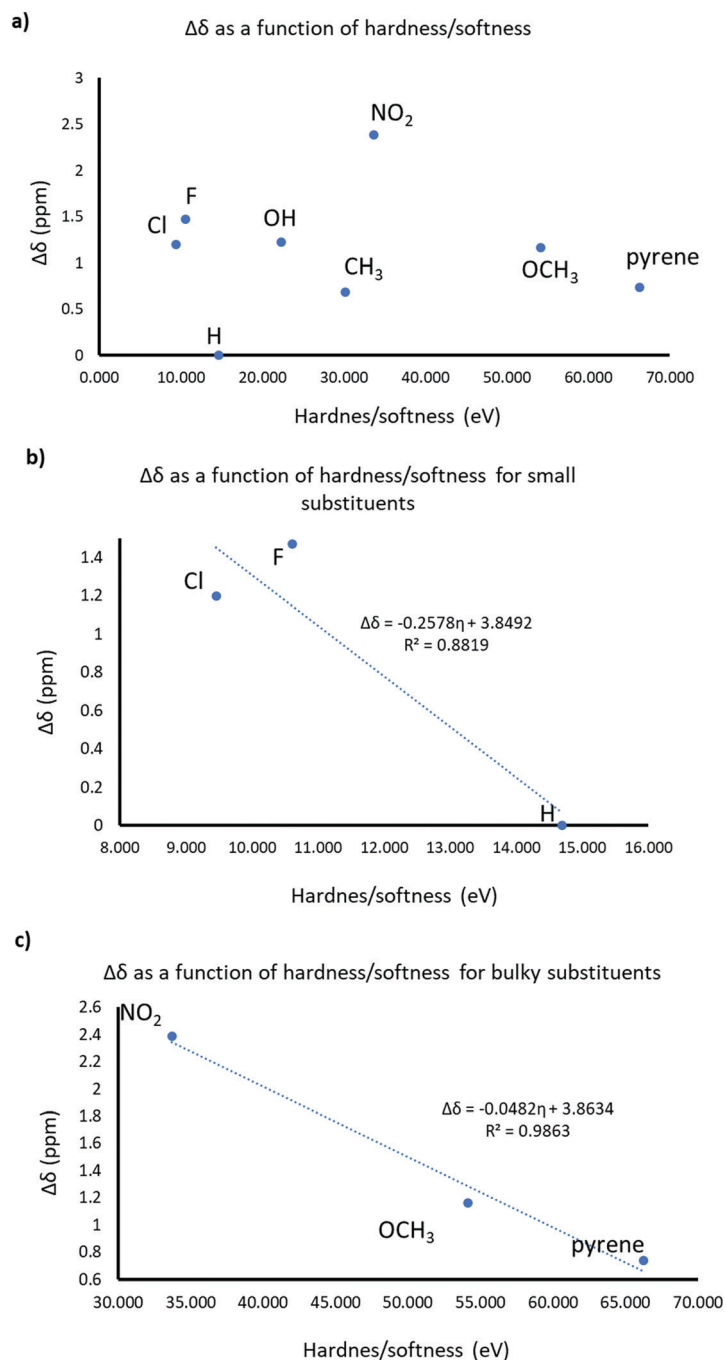 a)
Δδ as a function of hardness/softness
3
2.5
2
1.5
1
0.5
0
Δδ (ppm)
NO₂
F
Cl
OH
CH₃
OCH₃
pyrene
H
0.000 10.000 20.000 30.000 40.000 50.000 60.000 70.000
Hardnes/softness (eV)
b)
Δδ as a function of hardness/softness for small
substituents
1.4
1.2
1
0.8
0.6
0.4
0.2
0
Δδ (ppm)
F
Cl
Δδ = -0.2578η + 3.8492
R² = 0.8819
H
8.000 9.000 10.000 11.000 12.000 13.000 14.000 15.000 16.000
Hardnes/softness (eV)
c)
Δδ as a function of hardness/softness for bulky substituents
2.6
2.4
2.2
2
1.8
1.6
1.4
1.2
1
0.8
0.6
Δδ (ppm)
NO₂
Δδ = -0.0482η + 3.8634
R² = 0.9863
OCH₃
pyrene
30.000 35.000 40.000 45.000 50.000 55.000 60.000 65.000 70.000
Hardnes/softness (eV)